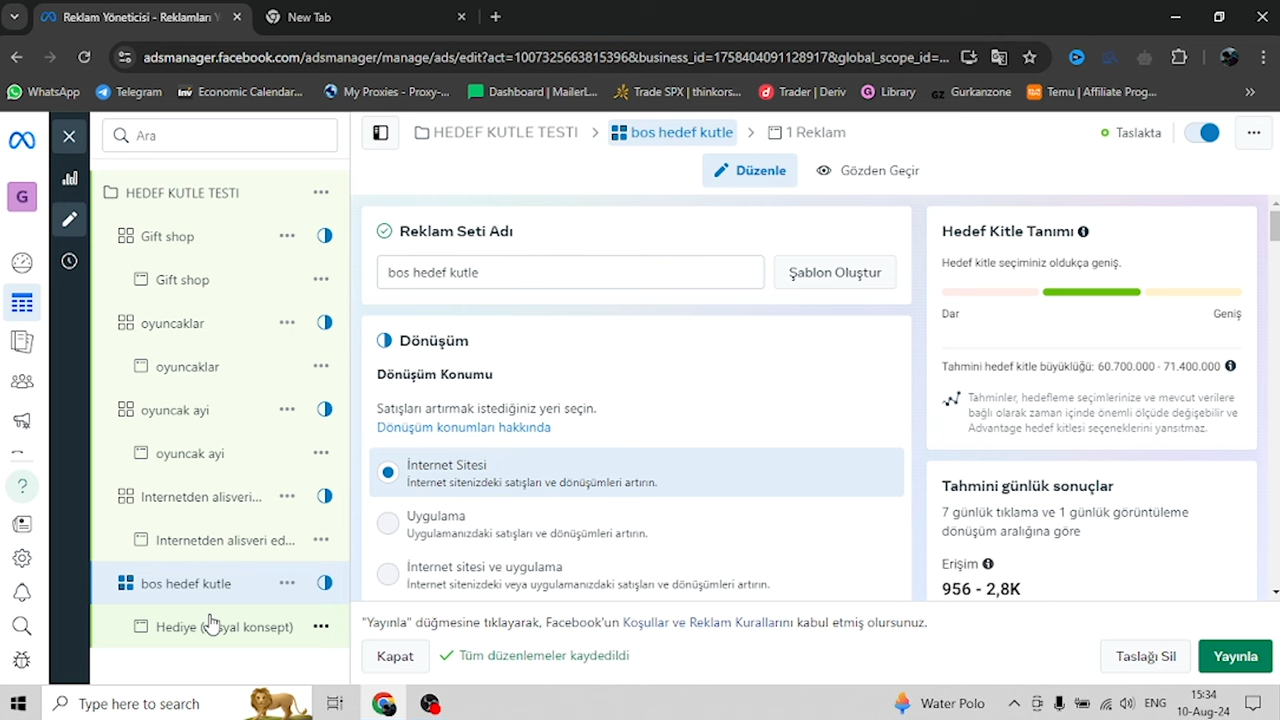 Reklam Yöneticisi - Reklamları Y
New Tab
adsmanager.facebook.com/adsmanager/manage/ads/edit?act=1007325663815396&business_id=1758404091128917&global_scope_id=...
WhatsApp
Telegram
Economic Calendar...
My Proxies - Proxy-...
Dashboard | MailerL...
Trade SPX | thinkors...
Trader | Deriv
Library
GZ Gurkanzone
Temu | Affiliate Prog...
Ara
HEDEF KUTLE TESTI > bos hedef kutle > 1 Reklam
Taslakta
Düzenle
Gözden Geçir
G
HEDEF KUTLE TESTI
Gift shop
Gift shop
oyuncaklar
oyuncaklar
oyuncak ayi
oyuncak ayi
Internetden alisveri...
Internetden alisveri ed...
bos hedef kutle
Reklam Seti Adı
bos hedef kutle
Şablon Oluştur
Dönüşüm
Dönüşüm Konumu
Satışları artırmak istediğiniz yeri seçin.
Dönüşüm konumları hakkında
İnternet Sitesi
İnternet sitenizdeki satışları ve dönüşümleri artırın.
Uygulama
Uygulamanızdaki satışları ve dönüşümleri artırın.
İnternet sitesi ve uygulama
İnternet sitenizdeki veya uygulamanızdaki satışları ve dönüşümleri artırın.
Hedef Kitle Tanımı
Hedef kitle seçiminiz oldukça geniş.
Dar
Geniş
Tahmini hedef kitle büyüklüğü: 60.700.000 - 71.400.000
Tahminler, hedefleme seçimlerinize ve mevcut verilere
bağlı olarak zaman içinde önemli ölçüde değişebilir ve
Advantage hedef kitlesi seçeneklerini yansıtmaz.
Tahmini günlük sonuçlar
7 günlük tıklama ve 1 günlük görüntüleme
dönüşüm aralığına göre
Erişim
956 - 2,8K
Hediye konsept)
"Yayınla" düğmesine tıklayarak, Facebook'un Koşullar ve Reklam Kurallarını kabul etmiş olursunuz.
Kapat
Tüm düzenlemeler kaydedildi
Taslağı Sil
Yayınla
Type here to search
Water Polo
ENG
15:34
10-Aug-24